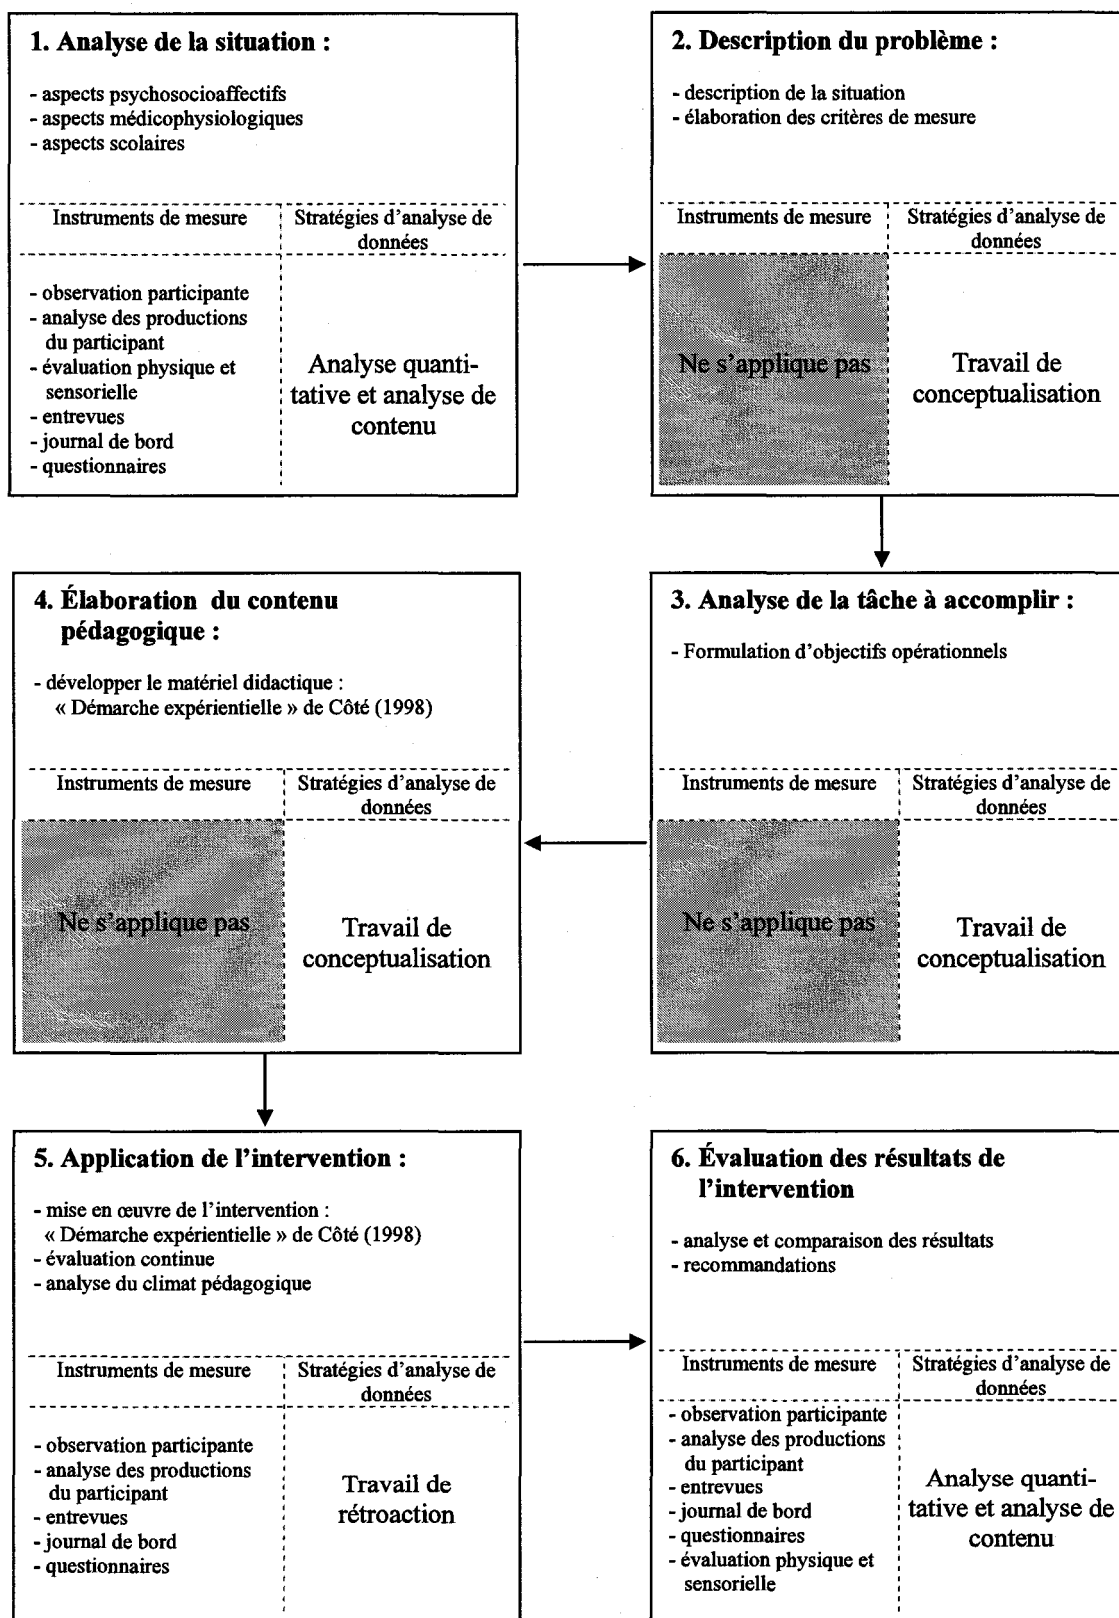 1. Analyse de la situation :
- aspects psychosocioaffectifs
- aspects médicophysiologiques
- aspects scolaires
Instruments de mesure
Stratégies d'analyse de
données
- observation participante
- analyse des productions
du participant
- évaluation physique et
sensorielle
- entrevues
- journal de bord
- questionnaires
Analyse quanti-
tative et analyse de
contenu
2. Description du problème :
- description de la situation
- élaboration des critères de mesure
Instruments de mesure
Stratégies d'analyse de
données
Ne s'applique pas
Travail de
conceptualisation
3. Analyse de la tâche à accomplir :
- Formulation d'objectifs opérationnels
Instruments de mesure
Stratégies d'analyse de
données
Ne s'applique pas
Travail de
conceptualisation
4. Élaboration du contenu
pédagogique :
- développer le matériel didactique :
« Démarche expérientielle » de Côté (1998)
Instruments de mesure
Stratégies d'analyse de
données
Ne s'applique pas
Travail de
conceptualisation
5. Application de l'intervention :
- mise en œuvre de l'intervention :
« Démarche expérientielle » de Côté (1998)
- évaluation continue
- analyse du climat pédagogique
Instruments de mesure
Stratégies d'analyse de
données
- observation participante
- analyse des productions
du participant
- entrevues
- journal de bord
- questionnaires
Travail de
rétroaction
6. Évaluation des résultats de
l'intervention
- analyse et comparaison des résultats
- recommandations
Instruments de mesure
Stratégies d'analyse de
données
- observation participante
- analyse des productions
du participant
- entrevues
- journal de bord
- questionnaires
- évaluation physique et
sensorielle
Analyse quanti-
tative et analyse de
contenu